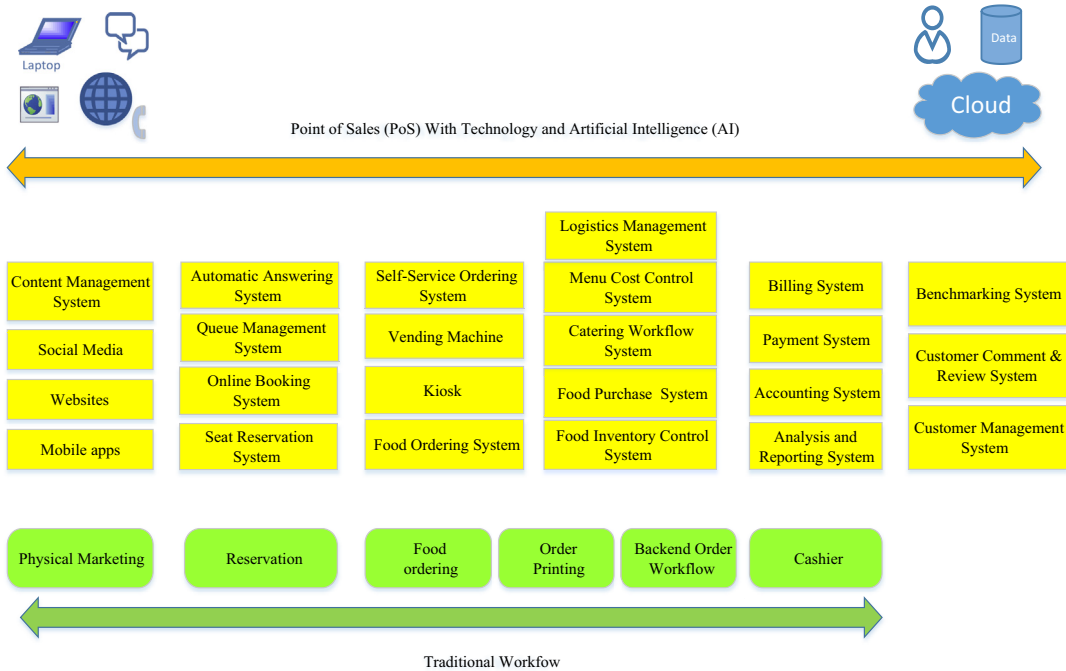 Laptop
Data
Cloud
Point of Sales (PoS) With Technology and Artificial Intelligence (AI)
Content Management
System
Social Media
Websites
Mobile apps
Automatic Answering
System
Queue Management
System
Online Booking
System
Seat Reservation
System
Self-Service Ordering
System
Vending Machine
Kiosk
Food Ordering System
Logistics Management
System
Menu Cost Control
System
Catering Workflow
System
Food Purchase System
Food Inventory Control
System
Billing System
Payment System
Accounting System
Analysis and
Reporting System
Benchmarking System
Customer Comment &
Review System
Customer Management
System
Physical Marketing
Reservation
Food
ordering
Order
Printing
Backend Order
Workflow
Cashier
Traditional Workfow